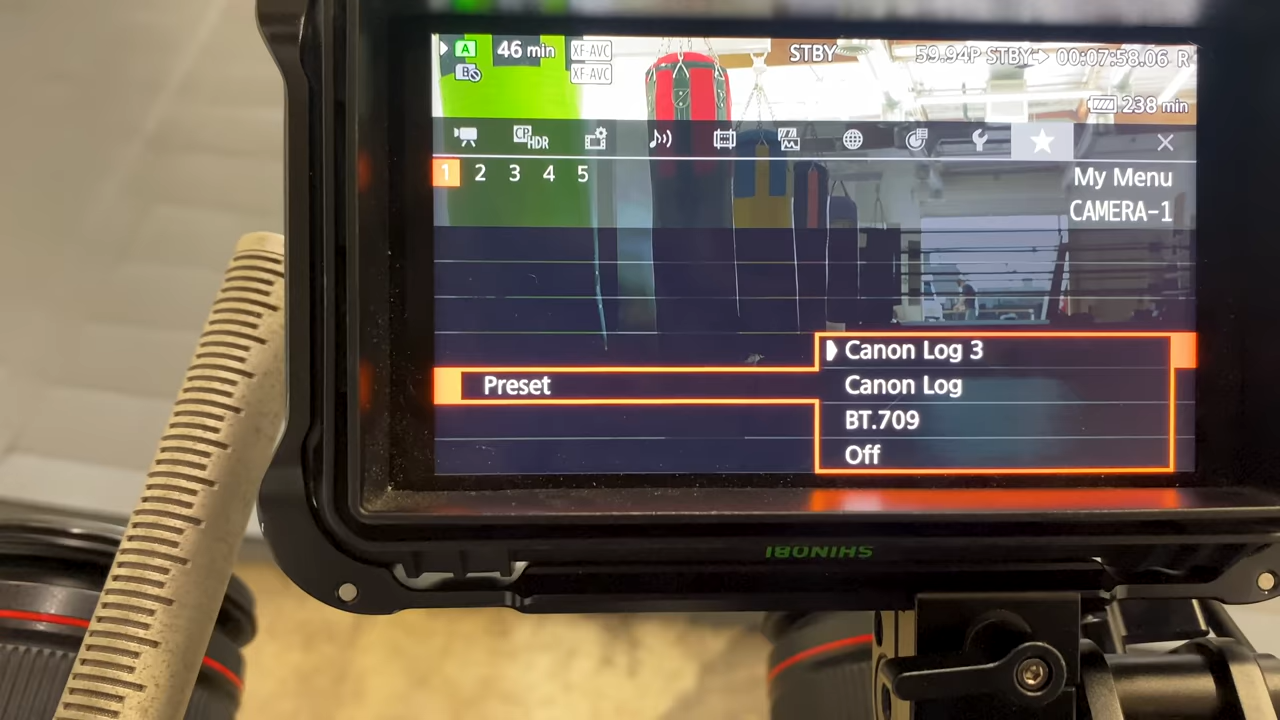 A 46 min XF-AVC STBY 59.94P STBY 00:07:58.06 R
B XF-AVC
238 min
CP HDR
1 2 3 4 5 My Menu
CAMERA-1
Canon Log 3
Preset Canon Log
BT.709
Off
SHINOBI